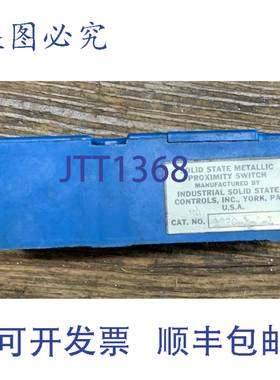 图必究
JTT1368
SOLID STATE METALLIC
PROXIMITY SWITCH
MANUFACTURED BY
INDUSTRIAL SOLID STATE
CONTROLS, INC., YORK, PA.
U.S.A.
CAT. NO.
可开发票 顺丰包邮